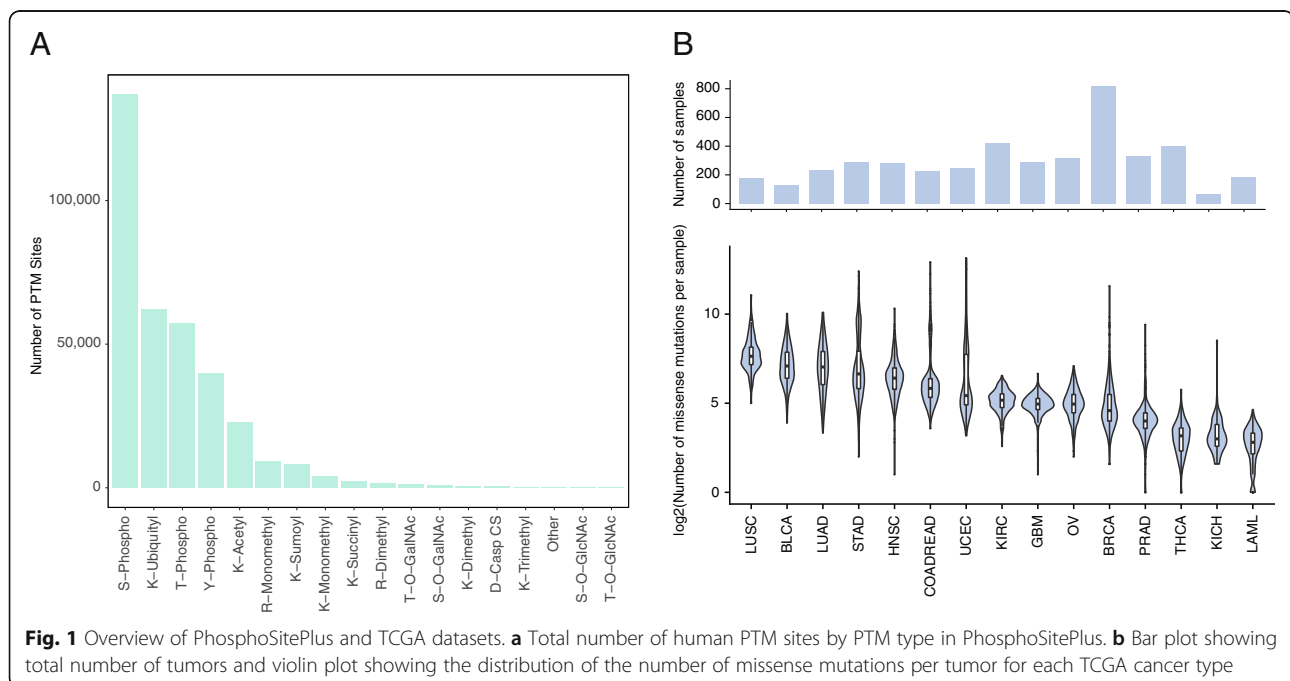 A
Number of PTM Sites
100,000
50,000
0
S−Phospho
K−Ubiquityl
T−Phospho
Y−Phospho
K−Acetyl
R−Monomethyl
K−Sumoyl
K−Monomethyl
K−Succinyl
R−Dimethyl
T−O−GalNAc
S−O−GalNAc
K−Dimethyl
D−Casp CS
K−Trimethyl
Other
S−O−GlcNAc
T−O−GlcNAc
B
Number of samples
800
600
400
200
0
log2(Number of missense mutations per sample)
10
5
0
LUSC
BLCA
LUAD
STAD
HNSC
COADREAD
UCEC
KIRC
GBM
OV
BRCA
PRAD
THCA
KICH
LAML
Fig. 1 Overview of PhosphoSitePlus and TCGA datasets. a Total number of human PTM sites by PTM type in PhosphoSitePlus. b Bar plot showing
total number of tumors and violin plot showing the distribution of the number of missense mutations per tumor for each TCGA cancer type